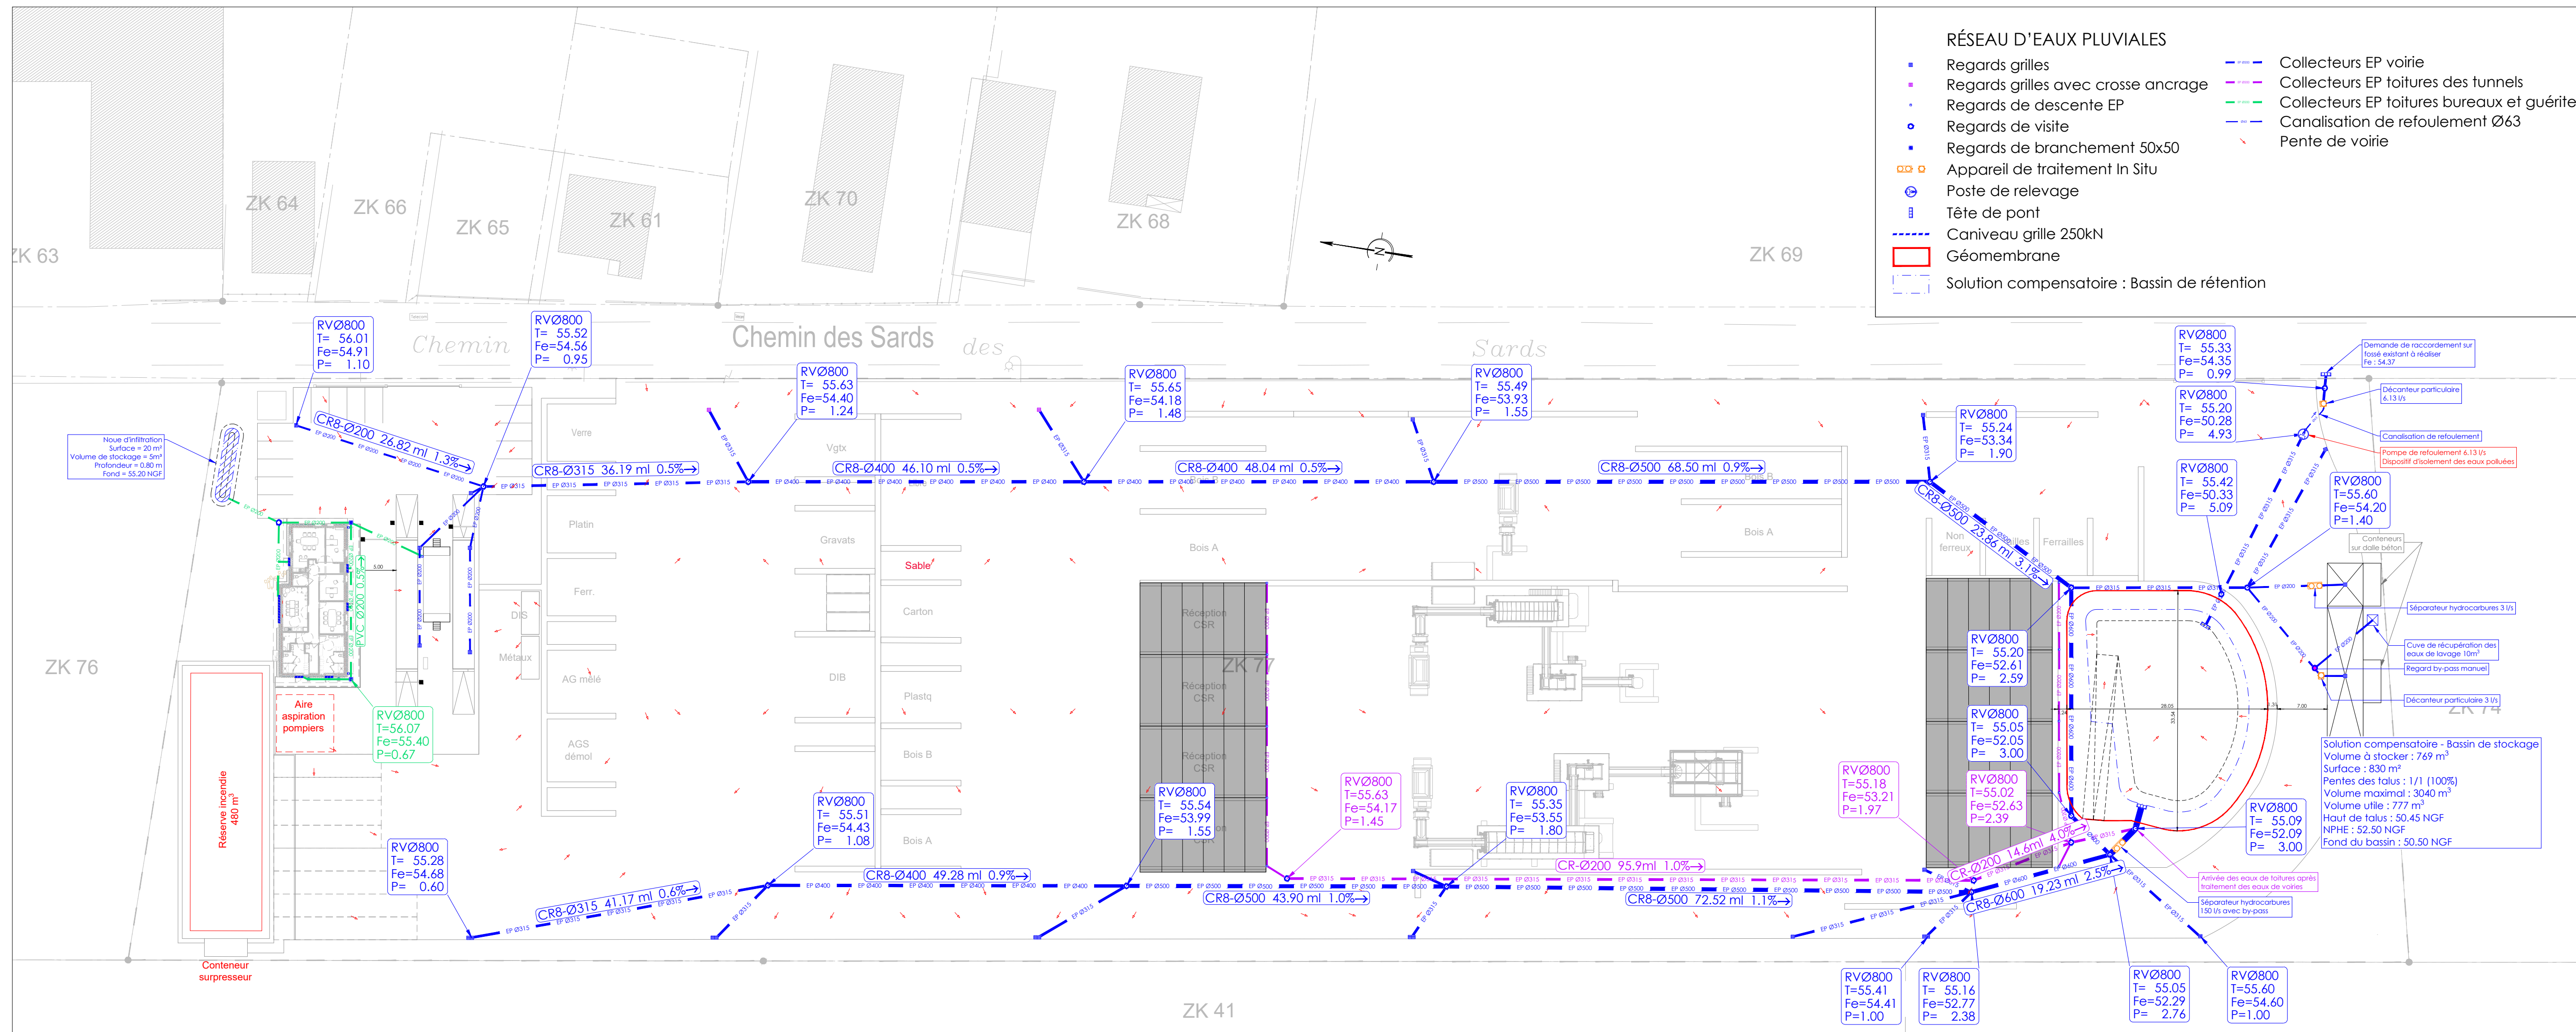 RÉSEAU D'EAUX PLUVIALES
Regards grilles
Regards grilles avec crosse ancrage
Regards de descente EP
Regards de visite
Regards de branchement 50x50
Appareil de traitement In Situ
Poste de relevage
Tête de pont
Caniveau grille 250kN
Géomembrane
Solution compensatoire : Bassin de rétention
Collecteurs EP voirie
Collecteurs EP toitures des tunnels
Collecteurs EP toitures bureaux et guérite
Canalisation de refoulement Ø63
Pente de voirie
ZK 63
ZK 64
ZK 66
ZK 65
ZK 61
ZK 70
ZK 68
ZK 69
N
Chemin
Chemin des Sards
des
Sards
RVØ800
T= 56.01
Fe=54.91
P= 1.10
RVØ800
T= 55.52
Fe=54.56
P= 0.95
RVØ800
T= 55.63
Fe=54.40
P= 1.24
RVØ800
T= 55.65
Fe=54.18
P= 1.48
RVØ800
T= 55.49
Fe=53.93
P= 1.55
RVØ800
T= 55.24
Fe=53.34
P= 1.90
RVØ800
T= 55.33
Fe=54.35
P= 0.99
RVØ800
T= 55.20
Fe=50.28
P= 4.93
RVØ800
T= 55.42
Fe=50.33
P= 5.09
RVØ800
T=55.60
Fe=54.20
P=1.40
Demande de raccordement sur
fossé existant à réaliser
Fe : 54.37
Décanteur particulaire
6.13 l/s
Canalisation de refoulement
Pompe de refoulement 6.13 l/s
Dispositif d'isolement des eaux polluées
Conteneurs
sur dalle béton
Séparateur hydrocarbures 3 l/s
Cuve de récupération des
eaux de lavage 10m³
Regard by-pass manuel
Décanteur particulaire 3 l/s
ZK 74
Noue d'infiltration
Surface = 20 m²
Volume de stockage = 5m³
Profondeur = 0.80 m
Fond = 55.20 NGF
CR8-Ø200 26.82 ml 1.3%
CR8-Ø315 36.19 ml 0.5%
CR8-Ø400 46.10 ml 0.5%
CR8-Ø400 48.04 ml 0.5%
CR8-Ø500 68.50 ml 0.9%
CR8-Ø500 23.86 ml 3.1%
PVC Ø200 0.5%
5.00
Verre
Platin
Ferr.
DIS
Métaux
AG mélé
AGS
démol
Vgtx
Gravats
Sable
Carton
DIB
Plastq
Bois B
Bois A
Bois A
Bois A
Non
ferreux
Ferrailles
Réception
CSR
Réception
CSR
Réception
CSR
ZK 77
ZK 76
Aire
aspiration
pompiers
Réserve incendie
480 m³
Conteneur
surpresseur
RVØ800
T=56.07
Fe=55.40
P=0.67
RVØ800
T= 55.28
Fe=54.68
P= 0.60
RVØ800
T= 55.51
Fe=54.43
P= 1.08
RVØ800
T= 55.54
Fe=53.99
P= 1.55
RVØ800
T=55.63
Fe=54.17
P=1.45
RVØ800
T= 55.35
Fe=53.55
P= 1.80
RVØ800
T=55.18
Fe=53.21
P=1.97
RVØ800
T= 55.20
Fe=52.61
P= 2.59
RVØ800
T= 55.05
Fe=52.05
P= 3.00
RVØ800
T=55.02
Fe=52.63
P=2.39
28.05
33.34
7.00
CR8-Ø315 41.17 ml 0.6%
CR8-Ø400 49.28 ml 0.9%
CR8-Ø500 43.90 ml 1.0%
CR-Ø200 95.9ml 1.0%
CR8-Ø500 72.52 ml 1.1%
CR-Ø200 14.6ml 4.0%
CR8-Ø600 19.23 ml 2.5%
Solution compensatoire - Bassin de stockage
Volume à stocker : 769 m³
Surface : 830 m²
Pentes des talus : 1/1 (100%)
Volume maximal : 3040 m³
Volume utile : 777 m³
Haut de talus : 50.45 NGF
NPHE : 52.50 NGF
Fond du bassin : 50.50 NGF
RVØ800
T= 55.09
Fe=52.09
P= 3.00
Arrivée des eaux de toitures après
traitement des eaux de voiries
Séparateur hydrocarbures
150 l/s avec by-pass
RVØ800
T=55.41
Fe=54.41
P=1.00
RVØ800
T= 55.16
Fe=52.77
P= 2.38
RVØ800
T= 55.05
Fe=52.29
P= 2.76
RVØ800
T=55.60
Fe=54.60
P=1.00
ZK 41